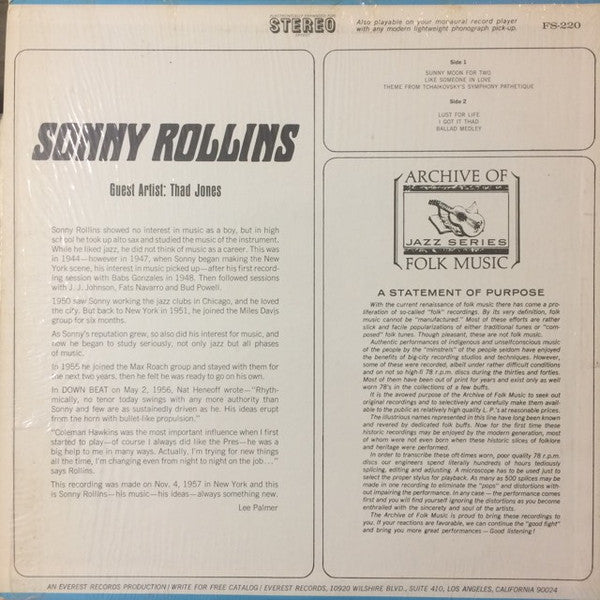 STEREO
Also playable on your monaural record player
with any modern lightweight phonograph pick-up.
FS-220
SONNY ROLLINS
Guest Artist: Thad Jones
Sonny Rollins showed no interest in music as a boy, but in high
school he took up alto sax and studied the music of the instrument.
While he liked jazz, he did not think of music as a career. This was
in 1944—however in 1947, when Sonny began making the New
York scene, his interest in music picked up—after his first record-
ing session with Babs Gonzales in 1948. Then followed sessions
with J. J. Johnson, Fats Navarro and Bud Powell.
1950 saw Sonny working the jazz clubs in Chicago, and he loved
the city. But back to New York in 1951, he joined the Miles Davis
group for six months.
As Sonny's reputation grew, so also did his interest for music, and
now he began to study seriously, not only jazz but all phases
of music.
In 1955 he joined the Max Roach group and stayed with them for
the next two years, then he felt he was ready to go on his own.
In DOWN BEAT on May 2, 1956, Nat Henoeff wrote—"Rhyth-
mically, no tenor today swings with any more authority than
Sonny and few are as sustainedly driven as he. His ideas erupt
from the horn with bullet-like propulsion."
"Coleman Hawkins was the most important influence when I first
started to play—of course I always did like the Pres—he was a
big help to me in many ways. Actually, I'm trying for new things
all the time, I'm changing even from night to night on the job..."
says Rollins.
This recording was made on Nov. 4, 1957 in New York and this
is Sonny Rollins—his music—his ideas—always something new.
Lee Palmer
Side 1
SUNNY MOON FOR TWO
LIKE SOMEONE IN LOVE
THEME FROM TCHAIKOVSKY'S SYMPHONY PATHETIQUE
Side 2
LUST FOR LIFE
I GOT IT THAD
BALLAD MEDLEY
ARCHIVE OF
JAZZ SERIES
FOLK MUSIC
A STATEMENT OF PURPOSE
With the current renaissance of folk music there has come a pro-
liferation of so-called "folk" recordings. By its very definition, folk
music cannot be "manufactured." Most of these efforts are rather
slick and facile popularizations of either traditional tunes or "com-
posed" folk tunes. Though pleasant, these are not folk music.
Authentic performances of indigenous and unselfconscious music
of the people by the "minstrels" of the people seldom have enjoyed
the benefits of big-city recording studios and techniques. However,
some of these were recorded, albeit under rather difficult conditions
and on not so high-fi 78 r.p.m. discs during the thirties and forties.
Most of them have been out of print for years and exist only as well
worn 78's in the collections of a few buffs.
It is the avowed purpose of the Archive of Folk Music to seek out
original recordings and to selectively and carefully make them avail-
able to the public as relatively high quality L. P.'s at reasonable prices.
The illustrious names represented in this line have long been known
and revered by dedicated folk buffs. Now for the first time these
historic recordings may be enjoyed by the modern generation, most
of whom were not even born when these historic slices of folklore
and heritage were performed.
In order to transcribe these oft-times worn, poor quality 78 r.p.m.
discs our engineers spend literally hundreds of hours tediously
splicing, editing and adjusting. A microscope has to be used just to
select the proper stylus for playback. As many as 500 splices may be
made in one recording to eliminate the "pops" and distortions with-
out impairing the performance. In any case — the performance comes
first and you will find yourself ignoring the distortions as you become
enthralled with the sincerity and soul of the artist.
The Archive of Folk Music is proud to bring these recordings to
you. If your reactions are favorable, we can continue the "good fight"
and bring you more great performances—Good listening!
AN EVEREST RECORDS PRODUCTION / WRITE FOR FREE CATALOG / EVEREST RECORDS, 10920 WILSHIRE BLVD., SUITE 410, LOS ANGELES, CALIFORNIA 90024